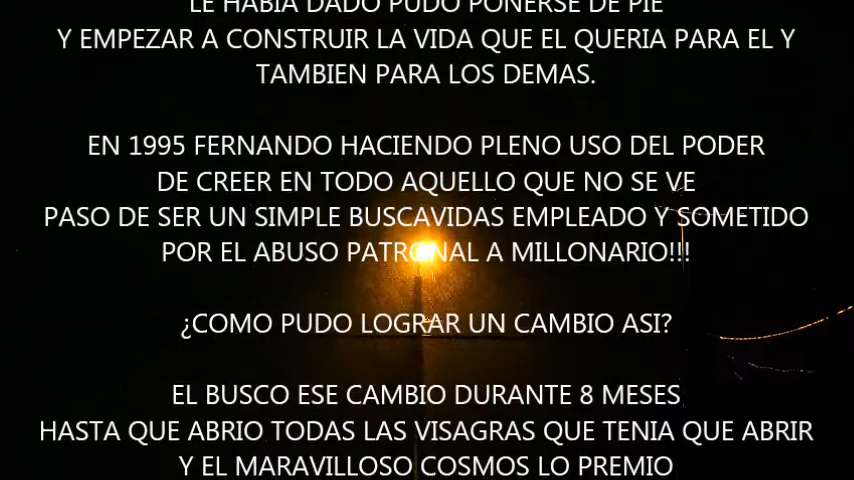 LE HABIA DADO PUDO PONERSE DE PIE
Y EMPEZAR A CONSTRUIR LA VIDA QUE EL QUERIA PARA EL Y
TAMBIEN PARA LOS DEMAS.
EN 1995 FERNANDO HACIENDO PLENO USO DEL PODER
DE CREER EN TODO AQUELLO QUE NO SE VE
PASO DE SER UN SIMPLE BUSCAVIDAS EMPLEADO Y SOMETIDO
POR EL ABUSO PATRONAL A MILLONARIO!!!
¿COMO PUDO LOGRAR UN CAMBIO ASI?
EL BUSCO ESE CAMBIO DURANTE 8 MESES
HASTA QUE ABRIO TODAS LAS VISAGRAS QUE TENIA QUE ABRIR
Y EL MARAVILLOSO COSMOS LO PREMIO